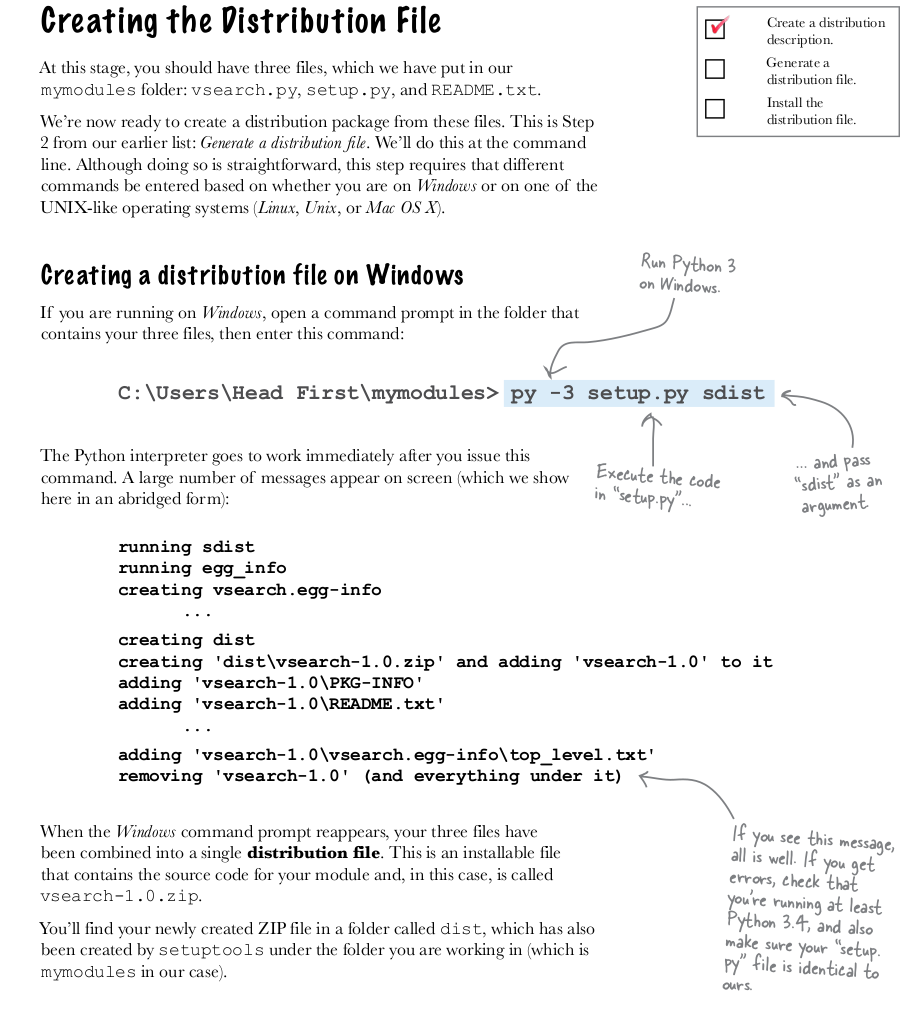 Creating the Distribution File
Create a distribution
description.
Generate a
distribution file.
Install the
distribution file.
At this stage, you should have three files, which we have put in our
mymodules folder: vsearch.py, setup.py, and README.txt.
We're now ready to create a distribution package from these files. This is Step
2 from our earlier list: Generate a distribution file. We'll do this at the command
line. Although doing so is straightforward, this step requires that different
commands be entered based on whether you are on Windows or on one of the
UNIX-like operating systems (Linux, Unix, or Mac OS X).
Creating a distribution file on Windows
Run Python 3
on Windows.
If you are running on Windows, open a command prompt in the folder that
contains your three files, then enter this command:
C:\Users\Head First\mymodules> py -3 setup.py sdist
The Python interpreter goes to work immediately after you issue this
command. A large number of messages appear on screen (which we show
here in an abridged form):
Execute the code
in "setup.py"...
... and pass
"sdist" as an
argument
running sdist
running egg_info
creating vsearch.egg-info
...
creating dist
creating 'dist\vsearch-1.0.zip' and adding 'vsearch-1.0' to it
adding 'vsearch-1.0\PKG-INFO'
adding 'vsearch-1.0\README.txt'
...
adding 'vsearch-1.0\vsearch.egg-info\top_level.txt'
removing 'vsearch-1.0' (and everything under it)
When the Windows command prompt reappears, your three files have
been combined into a single distribution file. This is an installable file
that contains the source code for your module and, in this case, is called
vsearch-1.0.zip.
You'll find your newly created ZIP file in a folder called dist, which has also
been created by setuptools under the folder you are working in (which is
mymodules in our case).
If you see this message,
all is well. If you get
errors, check that
you're running at least
Python 3.4, and also
make sure your "setup.
py" file is identical to
ours.